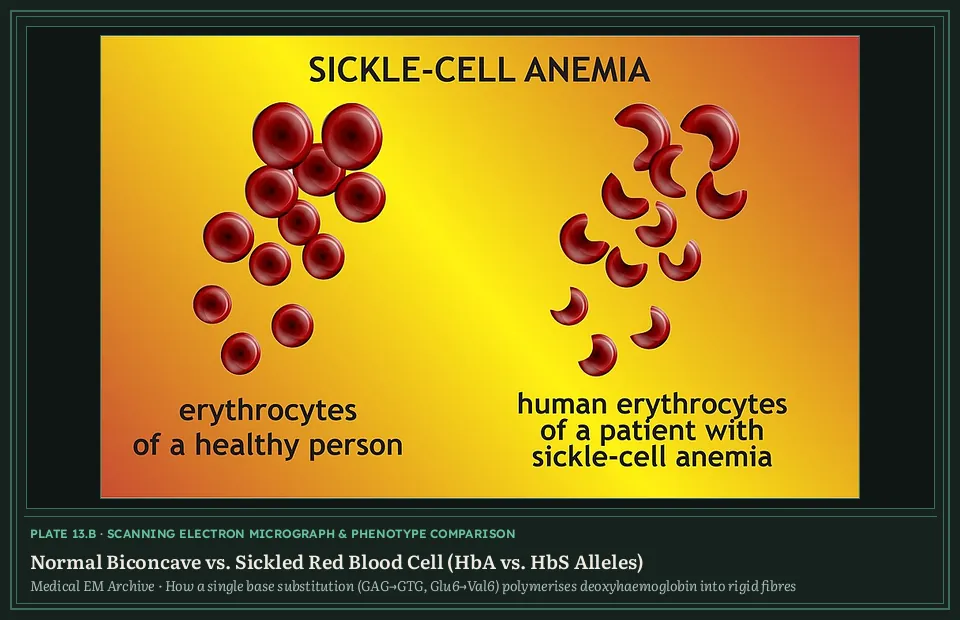 SICKLE-CELL ANEMIA
erythrocytes
of a healthy person
human erythrocytes
of a patient with
sickle-cell anemia
PLATE 13.B · SCANNING ELECTRON MICROGRAPH & PHENOTYPE COMPARISON
Normal Biconcave vs. Sickled Red Blood Cell (HbA vs. HbS Alleles)
Medical EM Archive · How a single base substitution (GAG→GTG, Glu6→Val6) polymerises deoxyhaemoglobin into rigid fibres